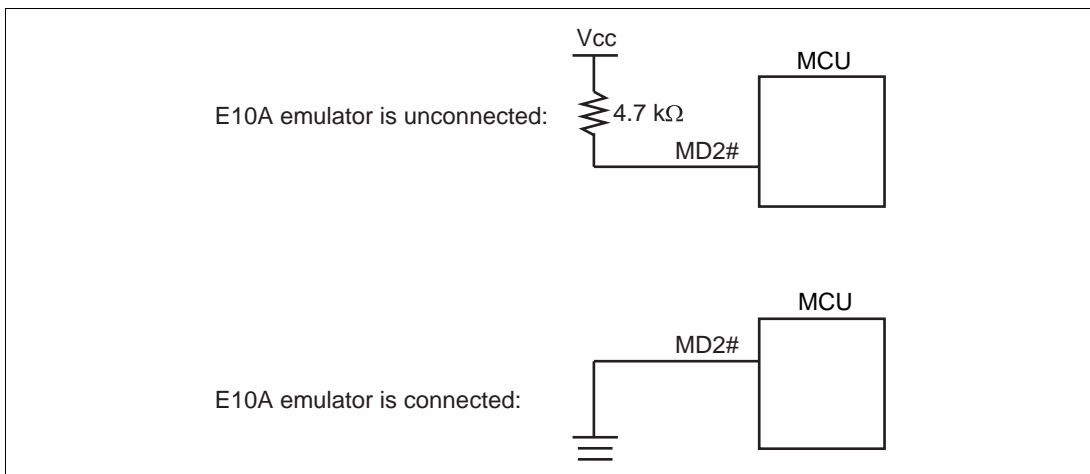 Vcc
MCU
E10A emulator is unconnected:
4.7 kΩ
MD2#
MCU
MD2#
E10A emulator is connected: